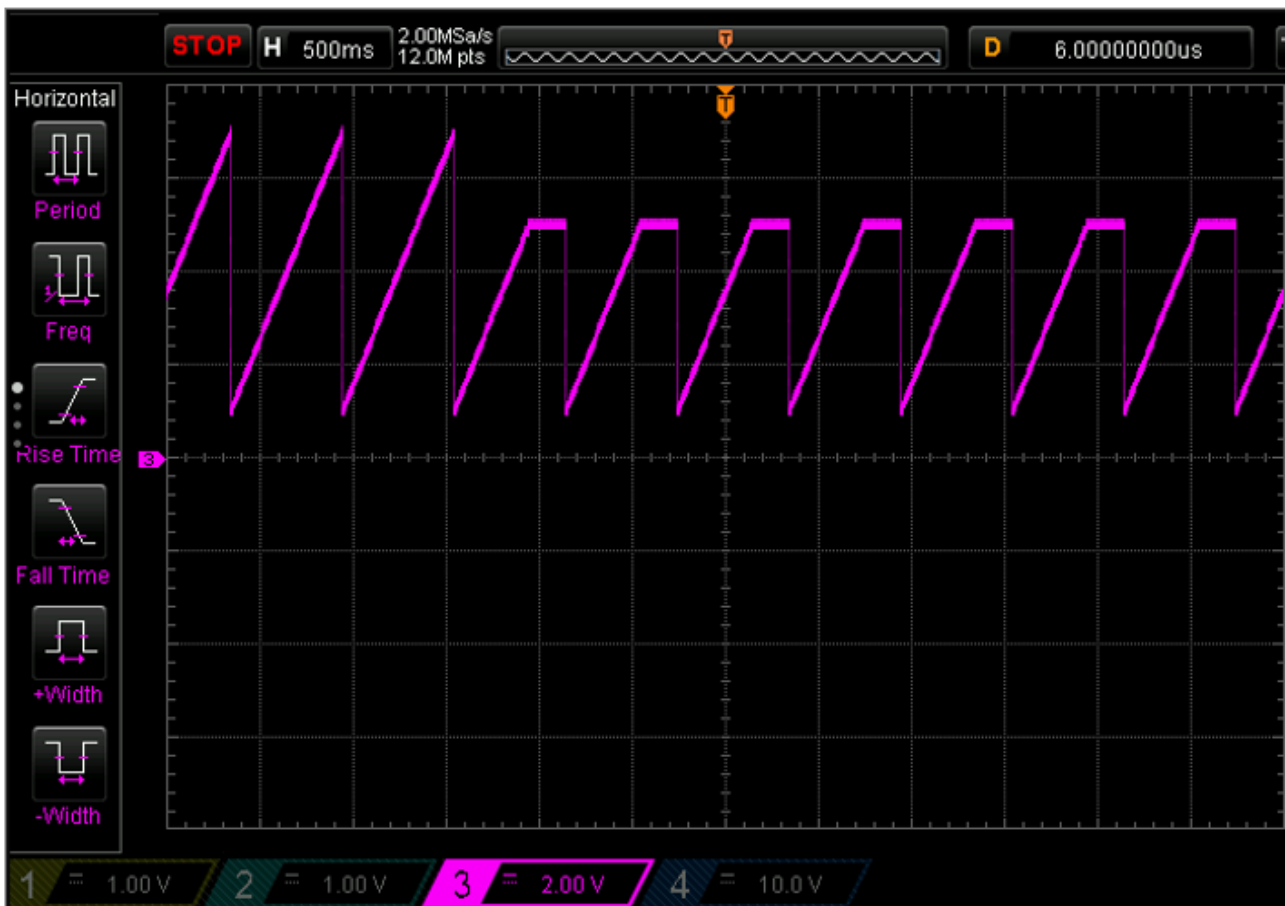 STOP H 500ms 2.00MSa/s 12.0M pts T D 6.00000000us
Horizontal
T
Period
Freq
3
Rise Time
Fall Time
+Width
-Width
1 1.00 V 2 1.00 V 3 2.00 V 4 10.0 V